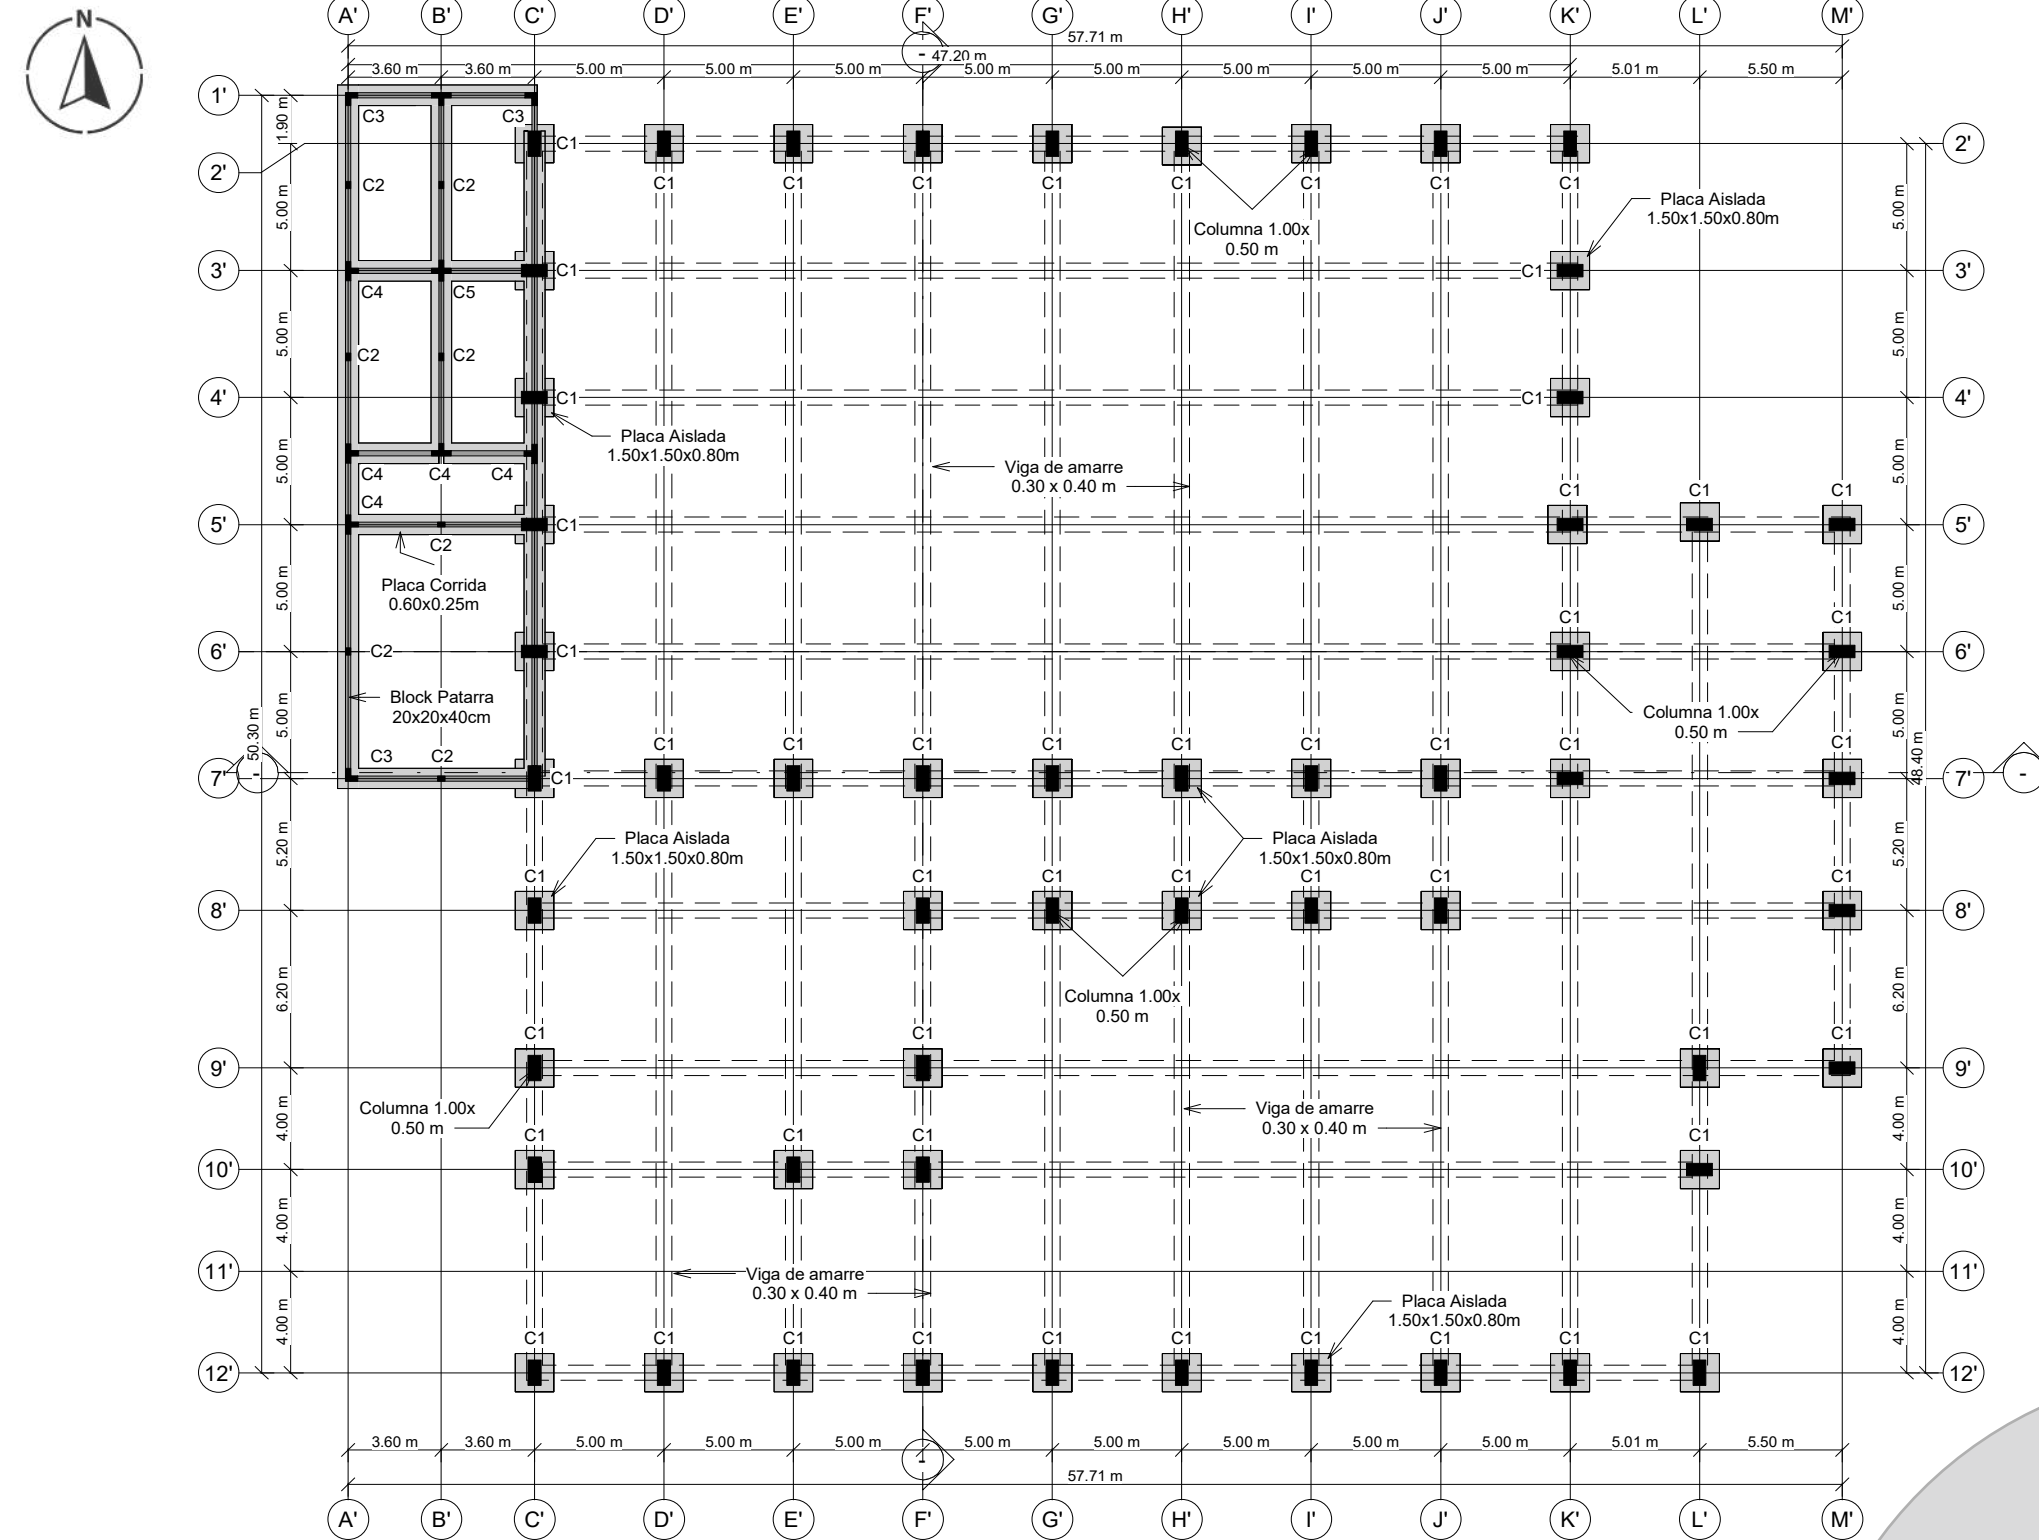 N
A' B' C' D' E' F' G' H' I' J' K' L' M'
57.71 m
- 47.20 m
3.60 m 3.60 m 5.00 m 5.00 m 5.00 m 5.00 m 5.00 m 5.00 m 5.00 m 5.00 m 5.01 m 5.50 m
1'
1.90 m
C3 C3
C1
2' 2'
C2 C2 C1 C1 C1 C1 C1 C1 C1 C1
5.00 m 5.00 m
Placa Aislada
1.50x1.50x0.80m
Columna 1.00x
0.50 m
3' C1 C1 3'
C4 C5
5.00 m 5.00 m
C2 C2
4' C1 C1 4'
Placa Aislada
1.50x1.50x0.80m
Viga de amarre
0.30 x 0.40 m
C4 C4 C4
5.00 m 5.00 m
C4
C1 C1 C1
5' C1 5'
C2
Placa Corrida
0.60x0.25m
5.00 m 5.00 m
C1 C1
6' C2 C1 6'
Block Patarra
20x20x40cm
Columna 1.00x
0.50 m
5.00 m 5.00 m
50.30 m 48.40 m
C3 C2 C1 C1 C1 C1 C1 C1 C1 C1 C1
7' - C1 7' -
Placa Aislada
1.50x1.50x0.80m
Placa Aislada
1.50x1.50x0.80m
5.20 m 5.20 m
C1 C1 C1 C1 C1 C1 C1
8' 8'
6.20 m 6.20 m
Columna 1.00x
0.50 m
C1 C1 C1 C1
9' 9'
Columna 1.00x
0.50 m
Viga de amarre
0.30 x 0.40 m
4.00 m 4.00 m
C1 C1 C1 C1
10' 10'
4.00 m 4.00 m
11' 11'
Viga de amarre
0.30 x 0.40 m
Placa Aislada
1.50x1.50x0.80m
4.00 m 4.00 m
C1 C1 C1 C1 C1 C1 C1 C1 C1 C1
12' 12'
3.60 m 3.60 m 5.00 m 5.00 m 5.00 m 5.00 m 5.00 m 5.00 m 5.00 m 5.00 m 5.01 m 5.50 m
-
57.71 m
A' B' C' D' E' F' G' H' I' J' K' L' M'